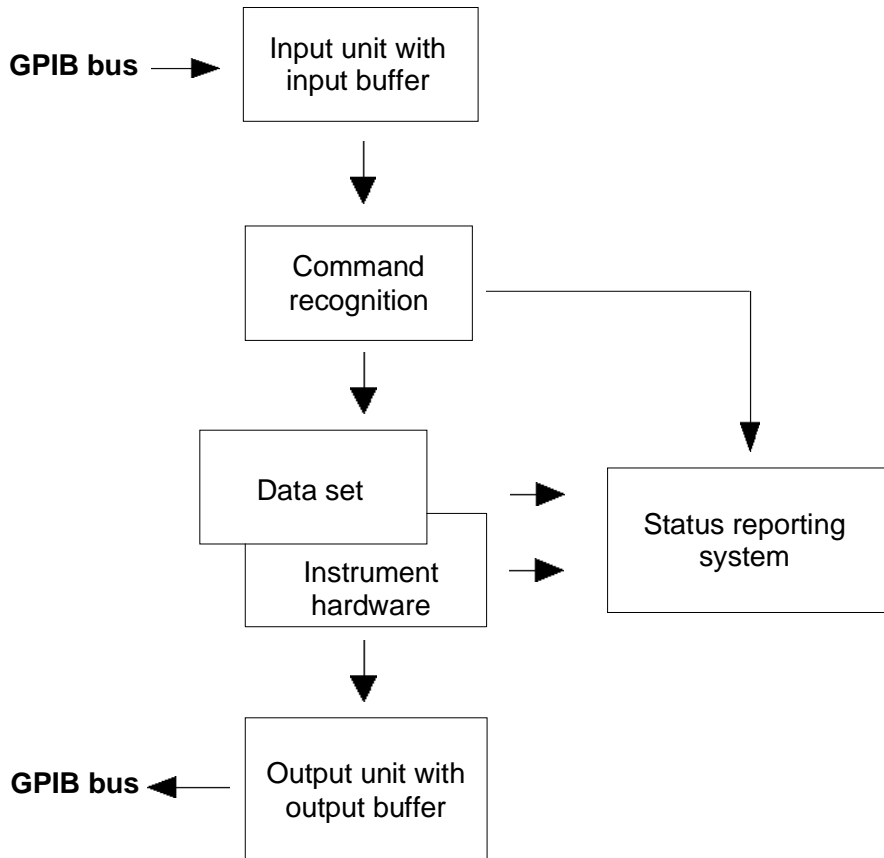 Input unit with
input buffer
GPIB bus
Command
recognition
Data set
Instrument
hardware
Status reporting
system
Output unit with
output buffer
GPIB bus